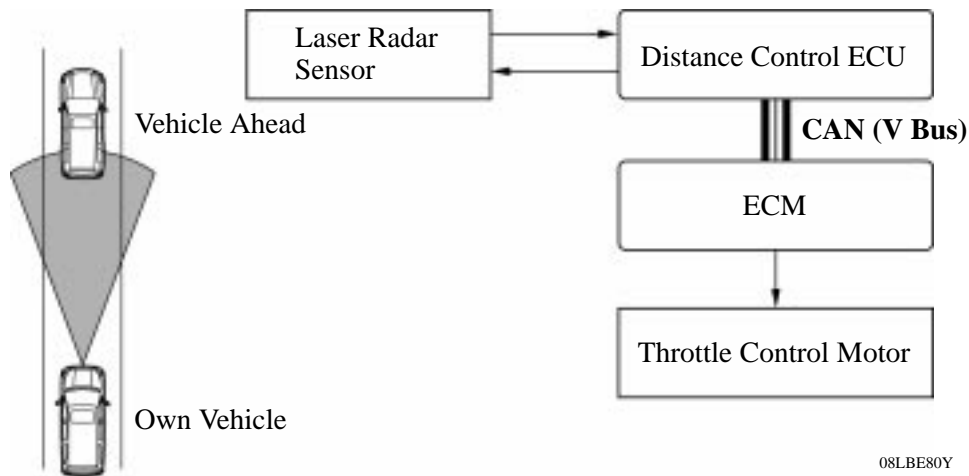 Laser Radar
Sensor
Distance Control ECU
Vehicle Ahead
CAN (V Bus)
ECM
Throttle Control Motor
Own Vehicle
08LBE80Y